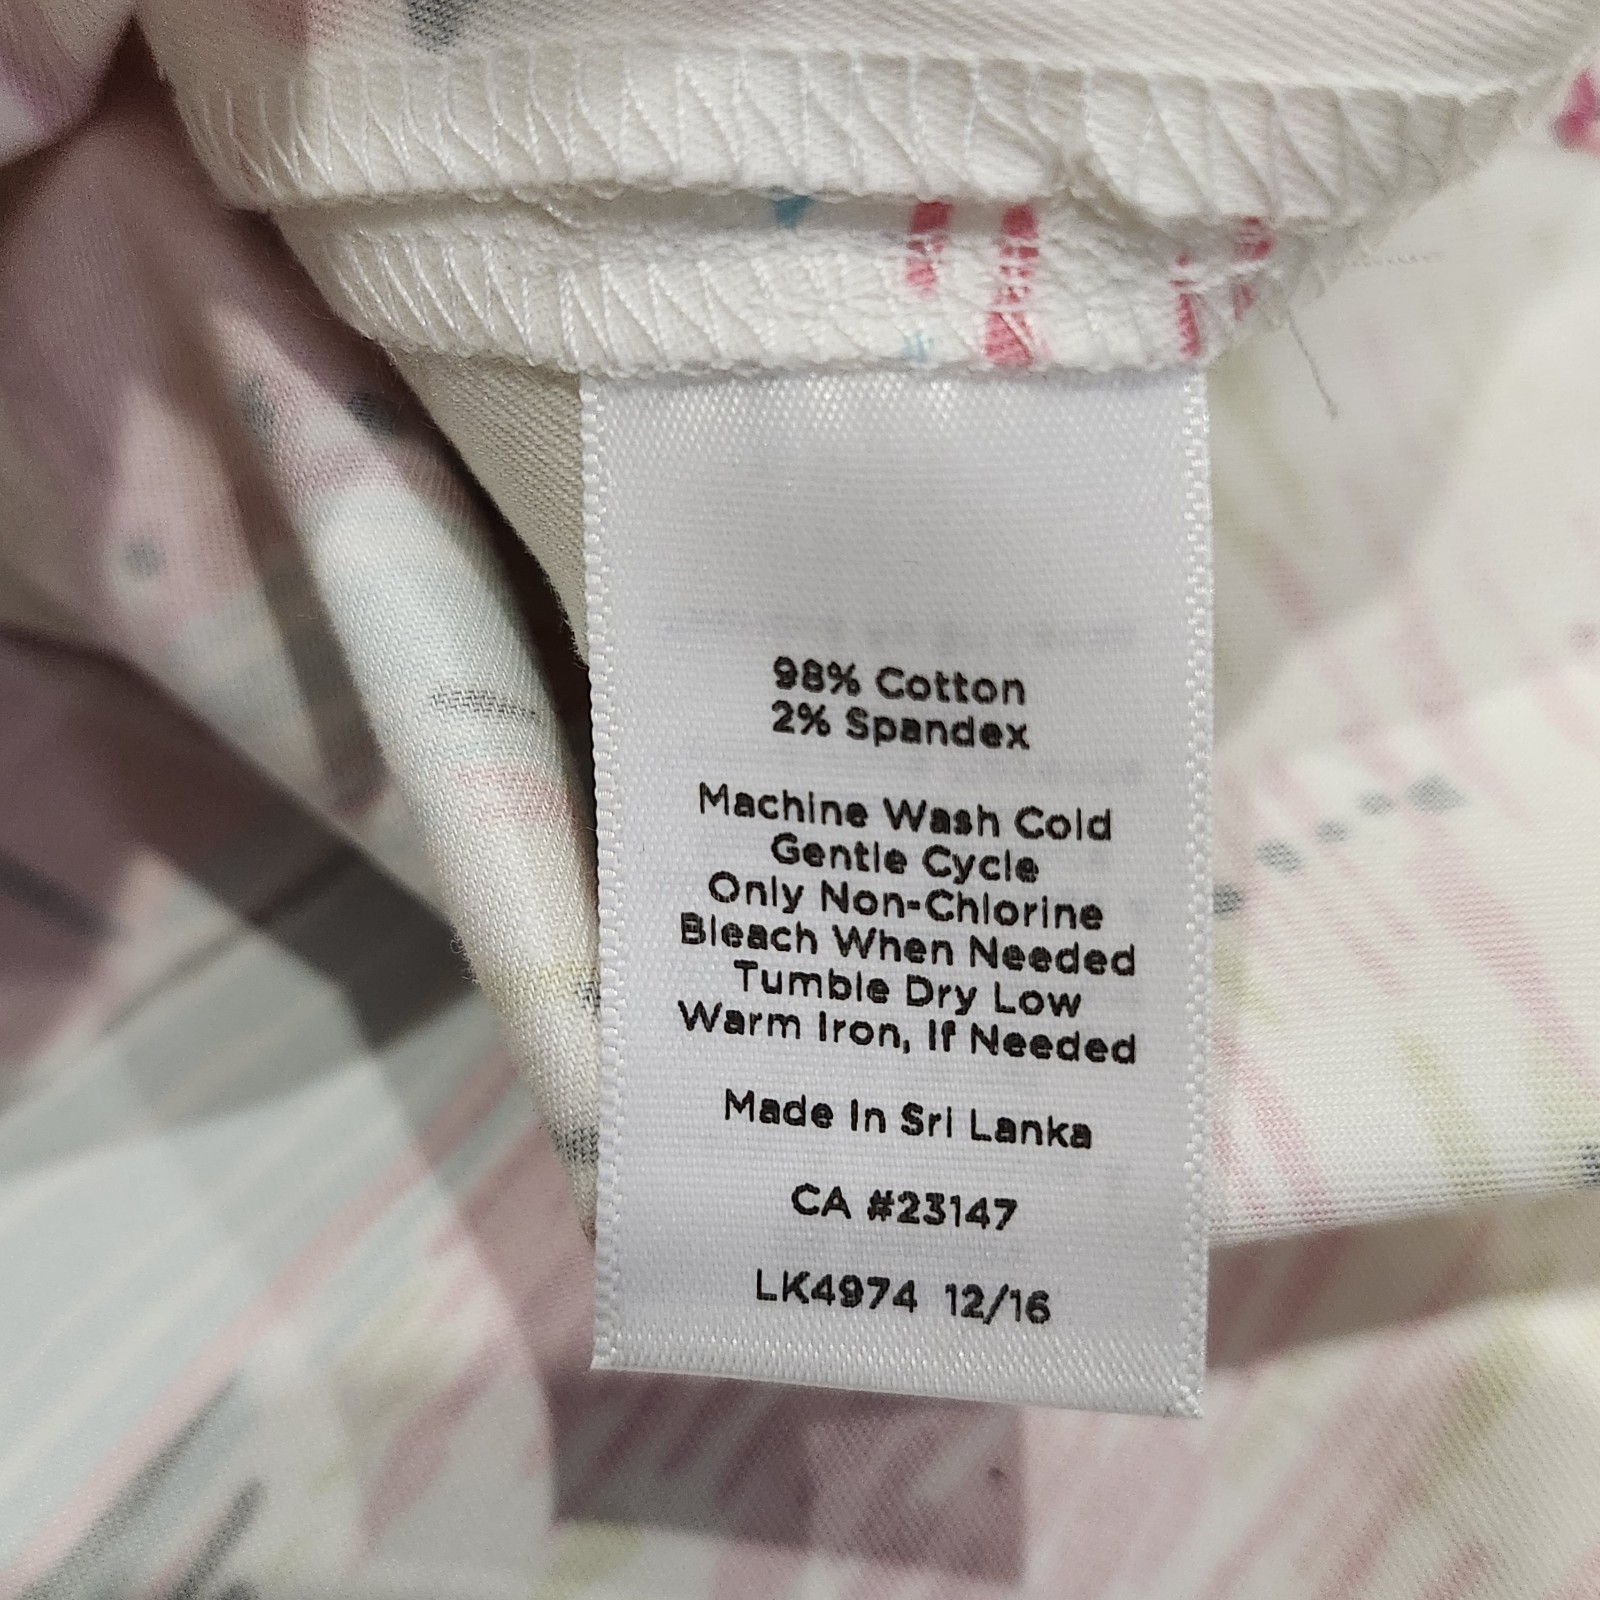 98% Cotton
2% Spandex
Machine Wash Cold
Gentle Cycle
Only Non-Chlorine
Bleach When Needed
Tumble Dry Low
Warm Iron, If Needed
Made In Sri Lanka
CA #23147
LK4974 12/16